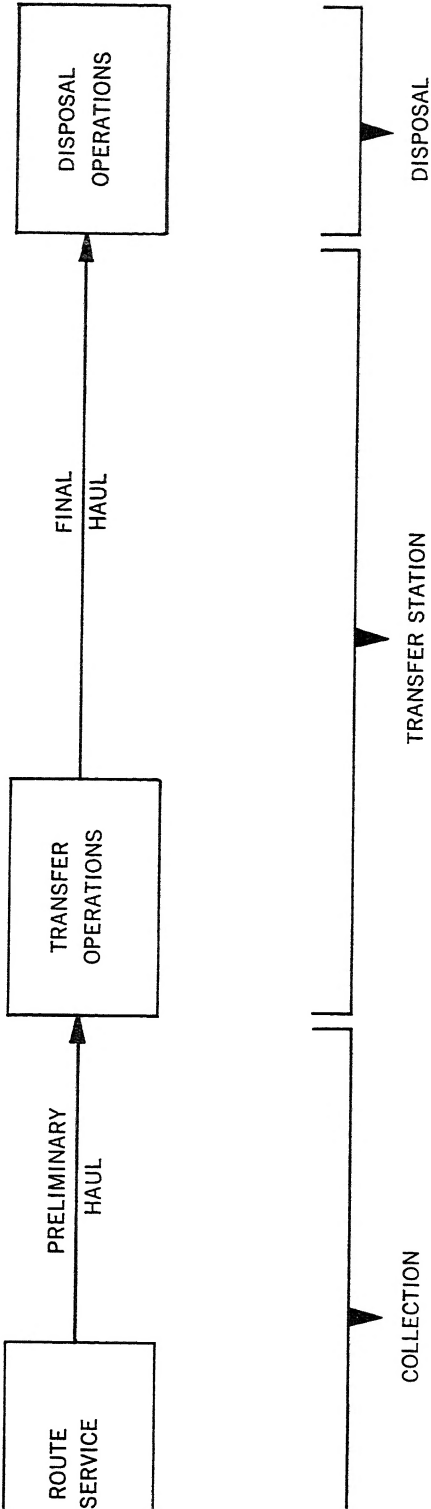 ROUTE
SERVICE
PRELIMINARY
HAUL
TRANSFER
OPERATIONS
FINAL
HAUL
DISPOSAL
OPERATIONS
COLLECTION
TRANSFER STATION
DISPOSAL